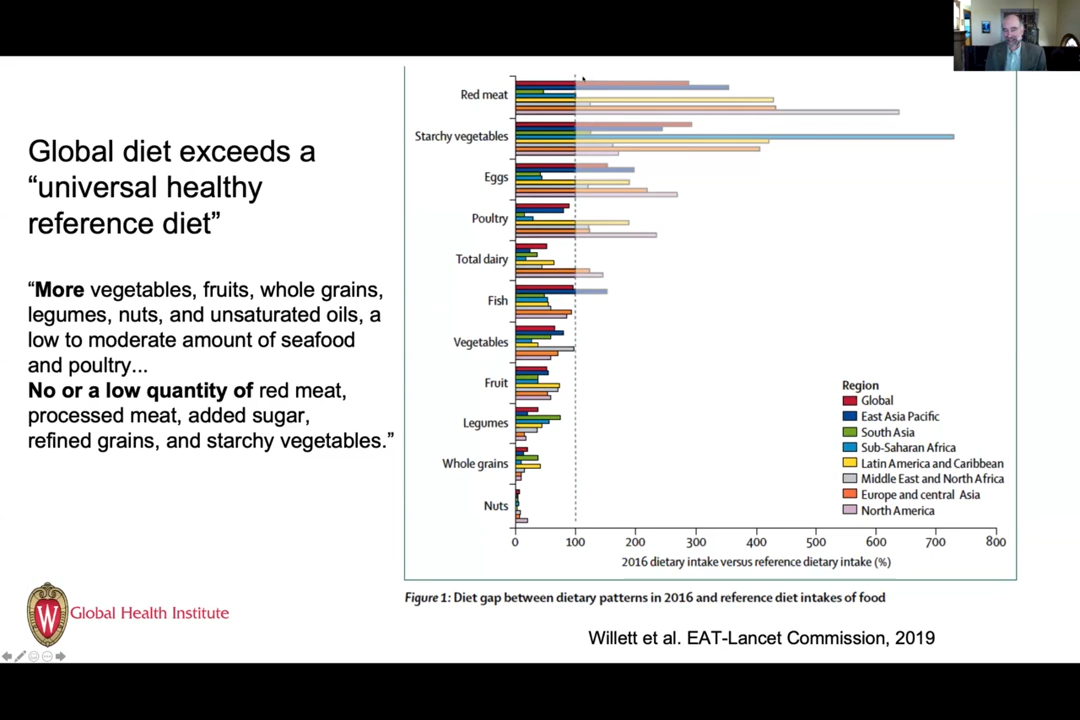 Global diet exceeds a
“universal healthy
reference diet”
“More vegetables, fruits, whole grains,
legumes, nuts, and unsaturated oils, a
low to moderate amount of seafood
and poultry...
No or a low quantity of red meat,
processed meat, added sugar,
refined grains, and starchy vegetables.”
W
Global Health Institute
Red meat
Starchy vegetables
Eggs
Poultry
Total dairy
Fish
Vegetables
Fruit
Legumes
Whole grains
Nuts
Region
Global
East Asia Pacific
South Asia
Sub-Saharan Africa
Latin America and Caribbean
Middle East and North Africa
Europe and central Asia
North America
0 100 200 300 400 500 600 700 800
2016 dietary intake versus reference dietary intake (%)
Figure 1: Diet gap between dietary patterns in 2016 and reference diet intakes of food
Willett et al. EAT-Lancet Commission, 2019